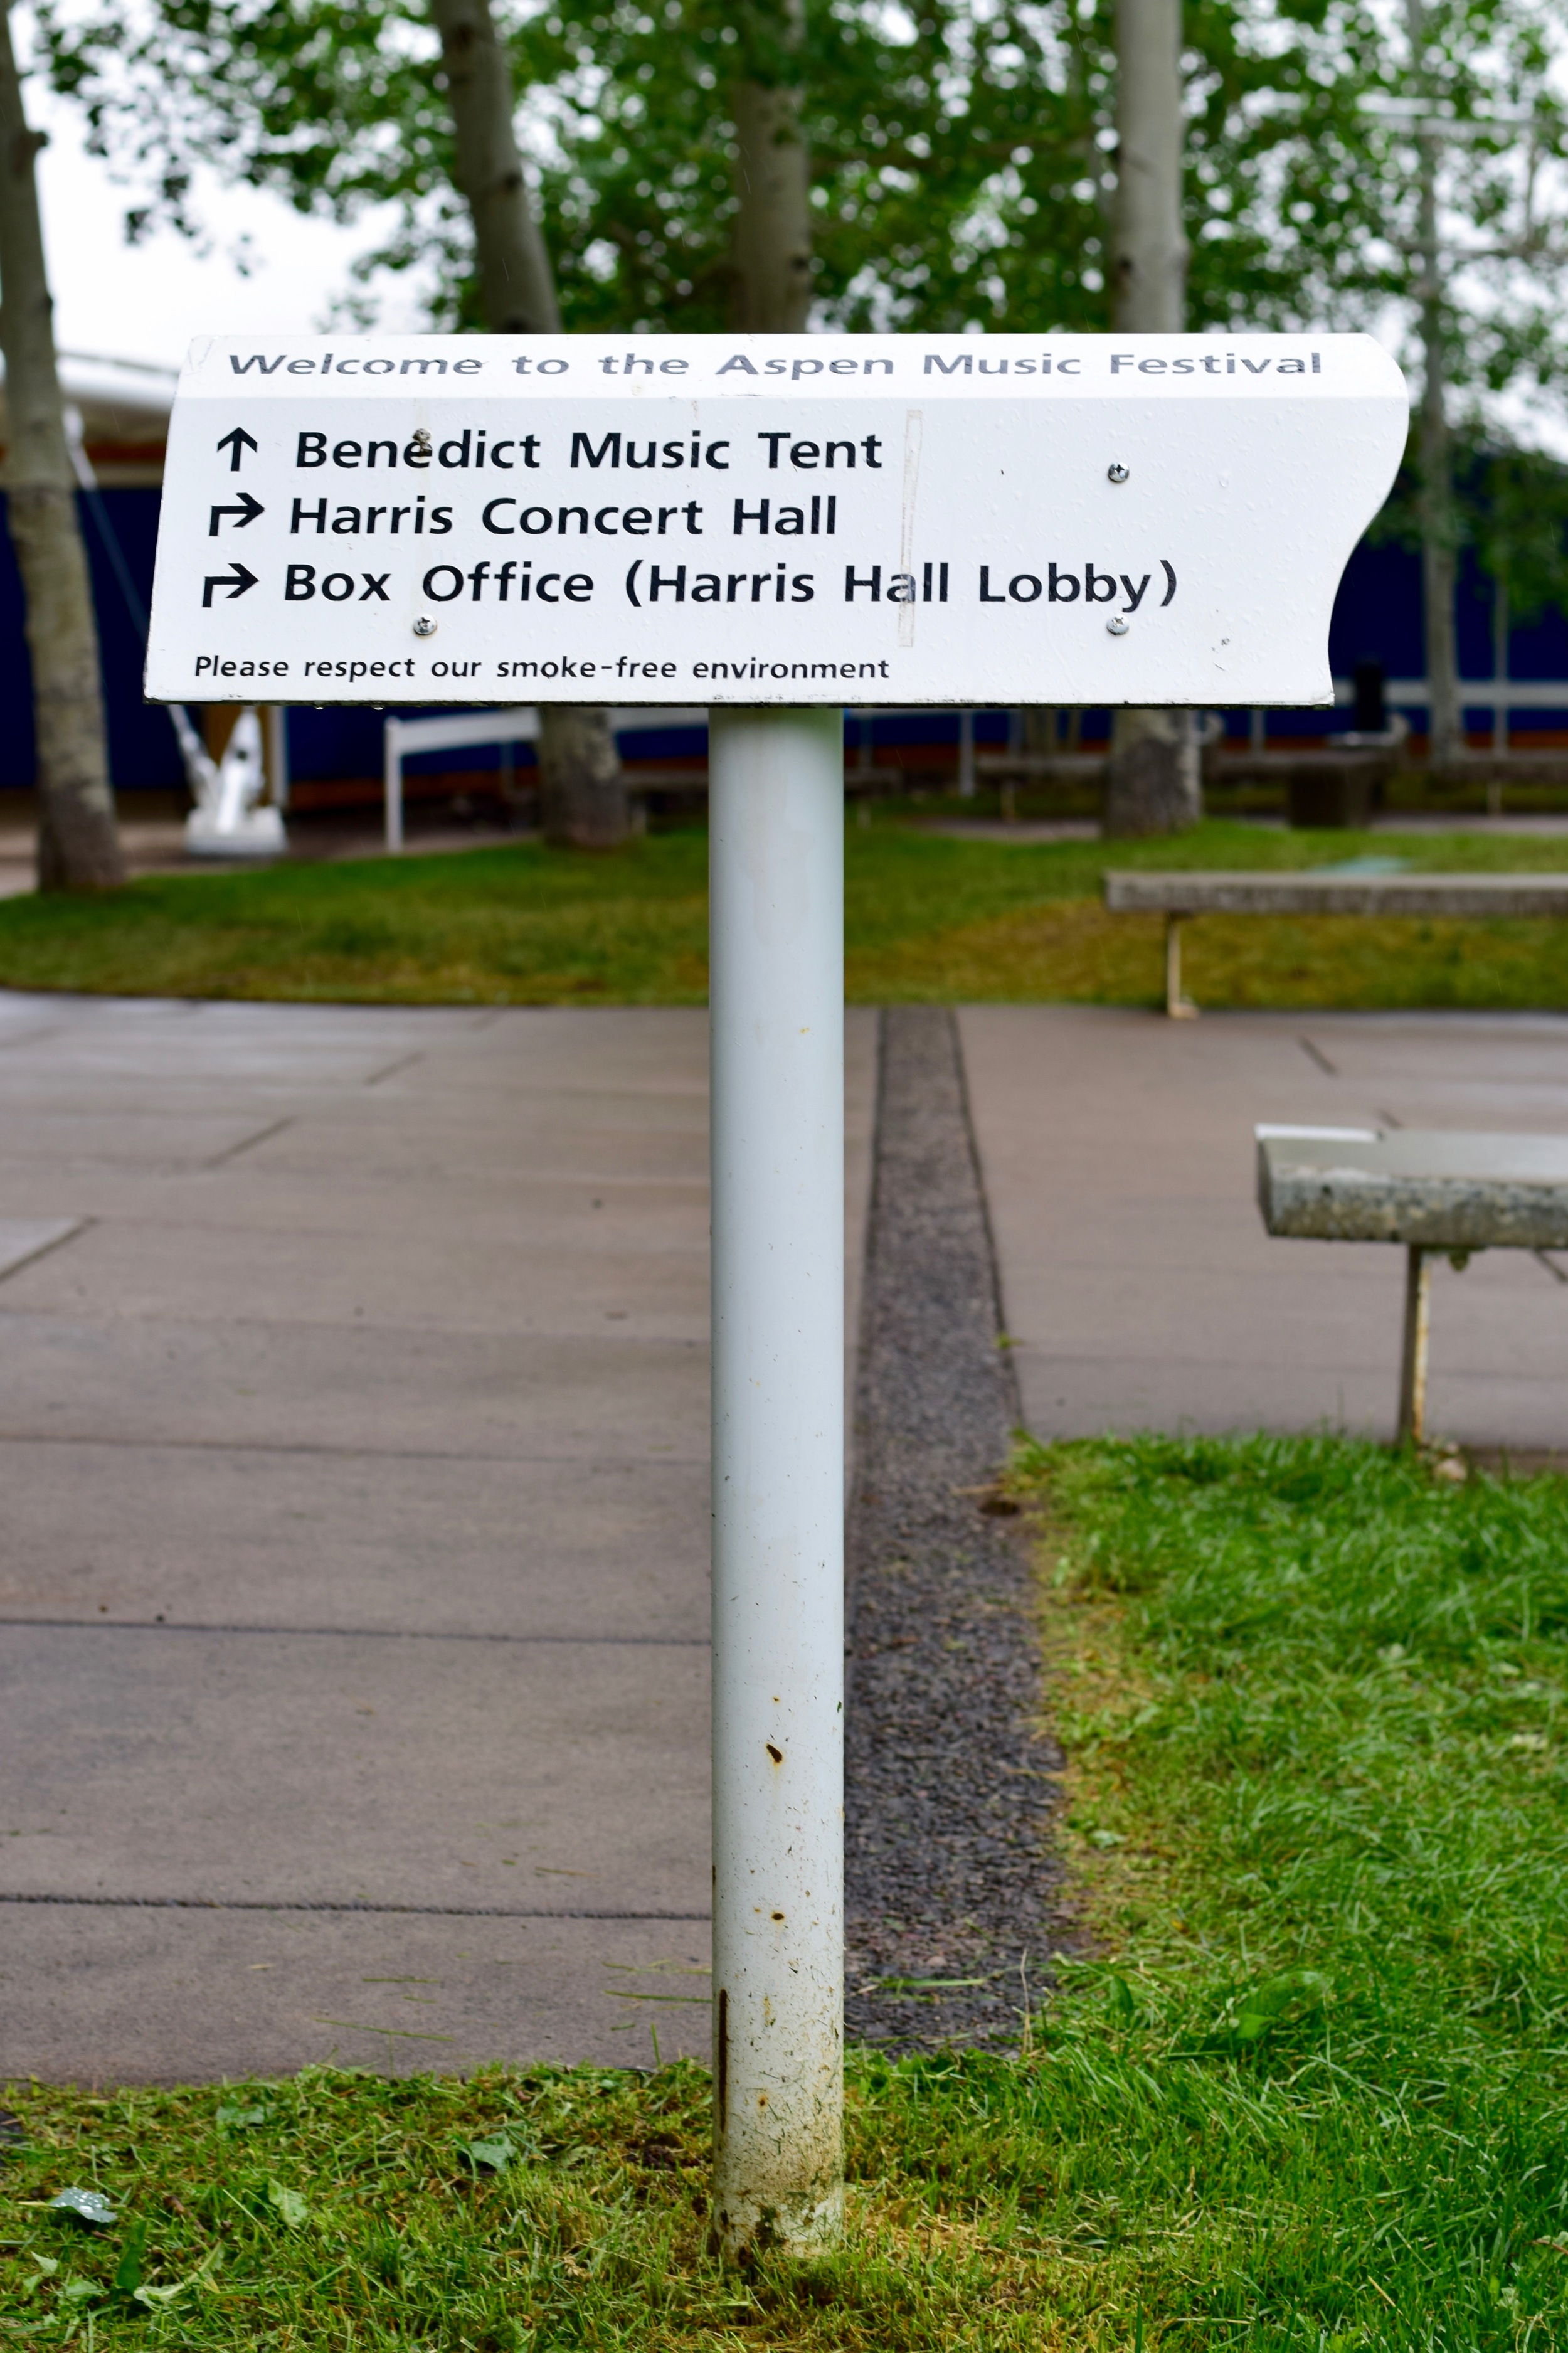 Welcome to the Aspen Music Festival
↑ Benedict Music Tent
↱ Harris Concert Hall
↱ Box Office (Harris Hall Lobby)
Please respect our smoke-free environment